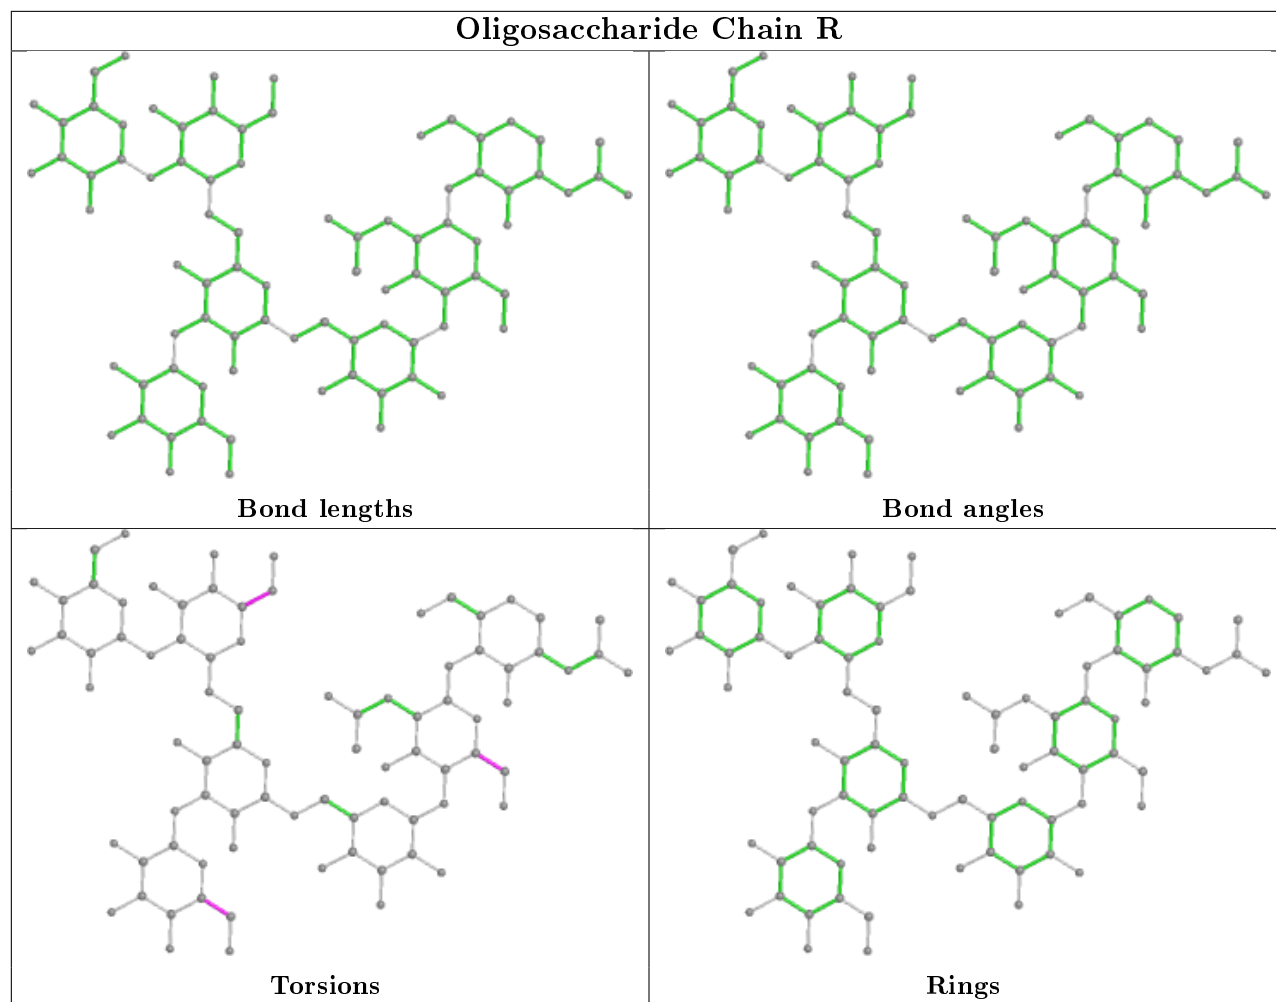 Oligosaccharide Chain R
Bond lengths
Bond angles
Torsions
Rings